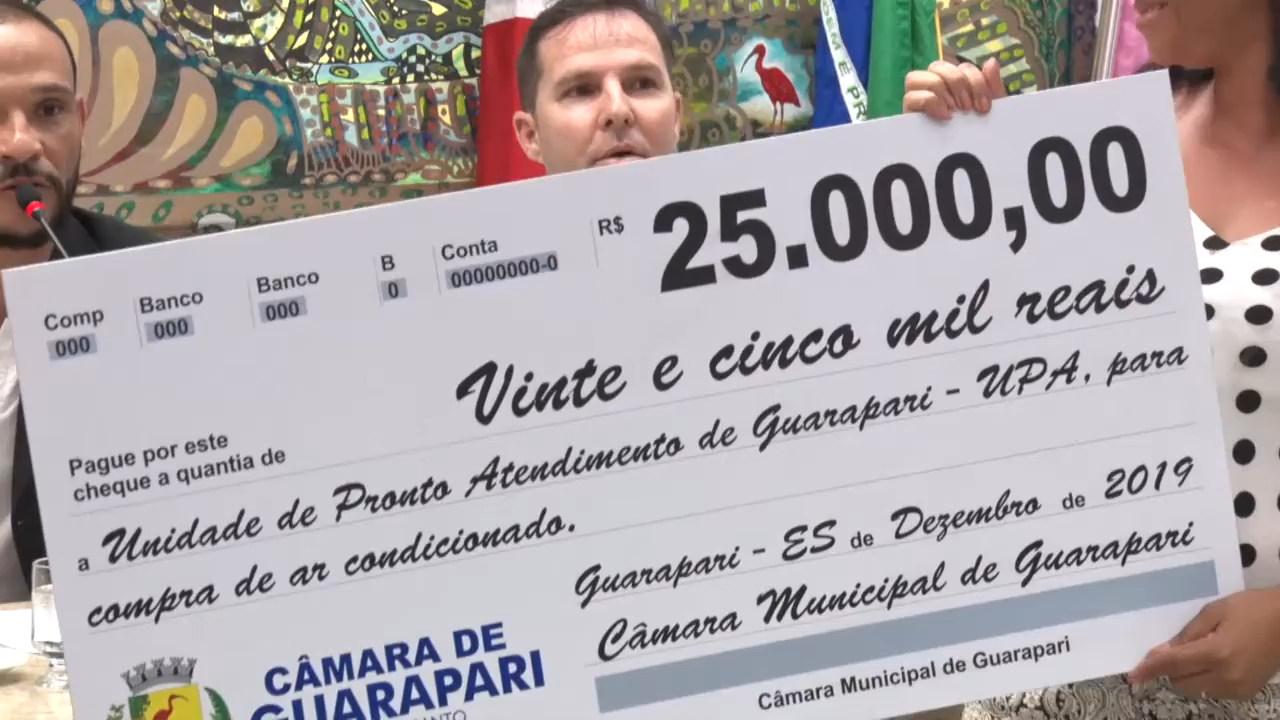 Comp Banco Banco B Conta R$ 25.000,00
000 000 000 0 00000000-0
Vinte e cinco mil reais
Pague por este
cheque a quantia de
a Unidade de Pronto Atendimento de Guarapari - UPA, para
compra de ar condicionado.
Guarapari - ES de Dezembro de 2019
Câmara Municipal de Guarapari
Câmara Municipal de Guarapari
CÂMARA DE
GUARAPARI